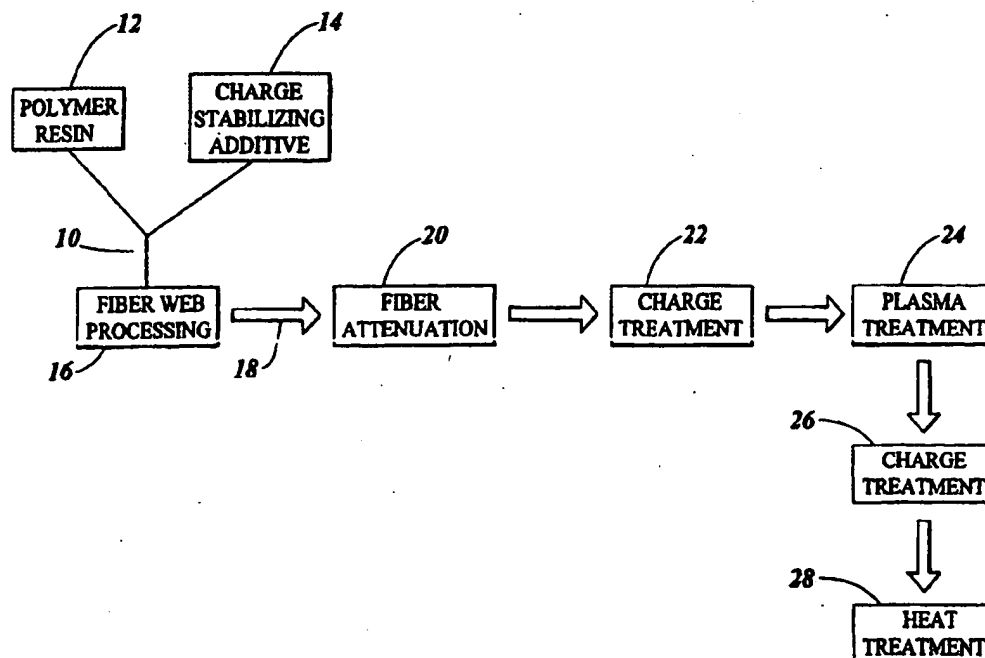 12
14
POLYMER
RESIN
CHARGE
STABILIZING
ADDITIVE
10
20
22
24
FIBER WEB
PROCESSING
FIBER
ATTENUATION
CHARGE
TREATMENT
PLASMA
TREATMENT
16
18
26
CHARGE
TREATMENT
28
HEAT
TREATMENT